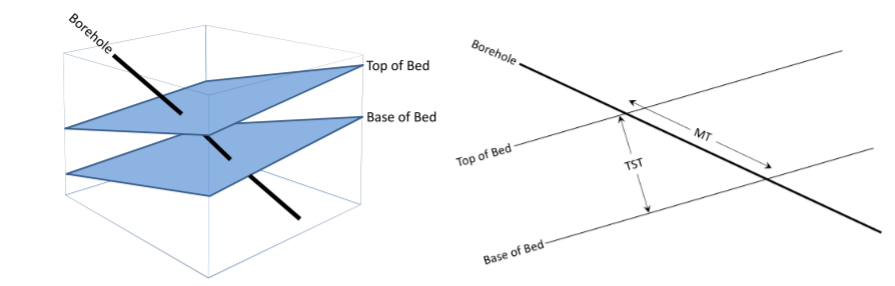 Borehole
Top of Bed
Base of Bed
Borehole
MT
Top of Bed
TST
Base of Bed